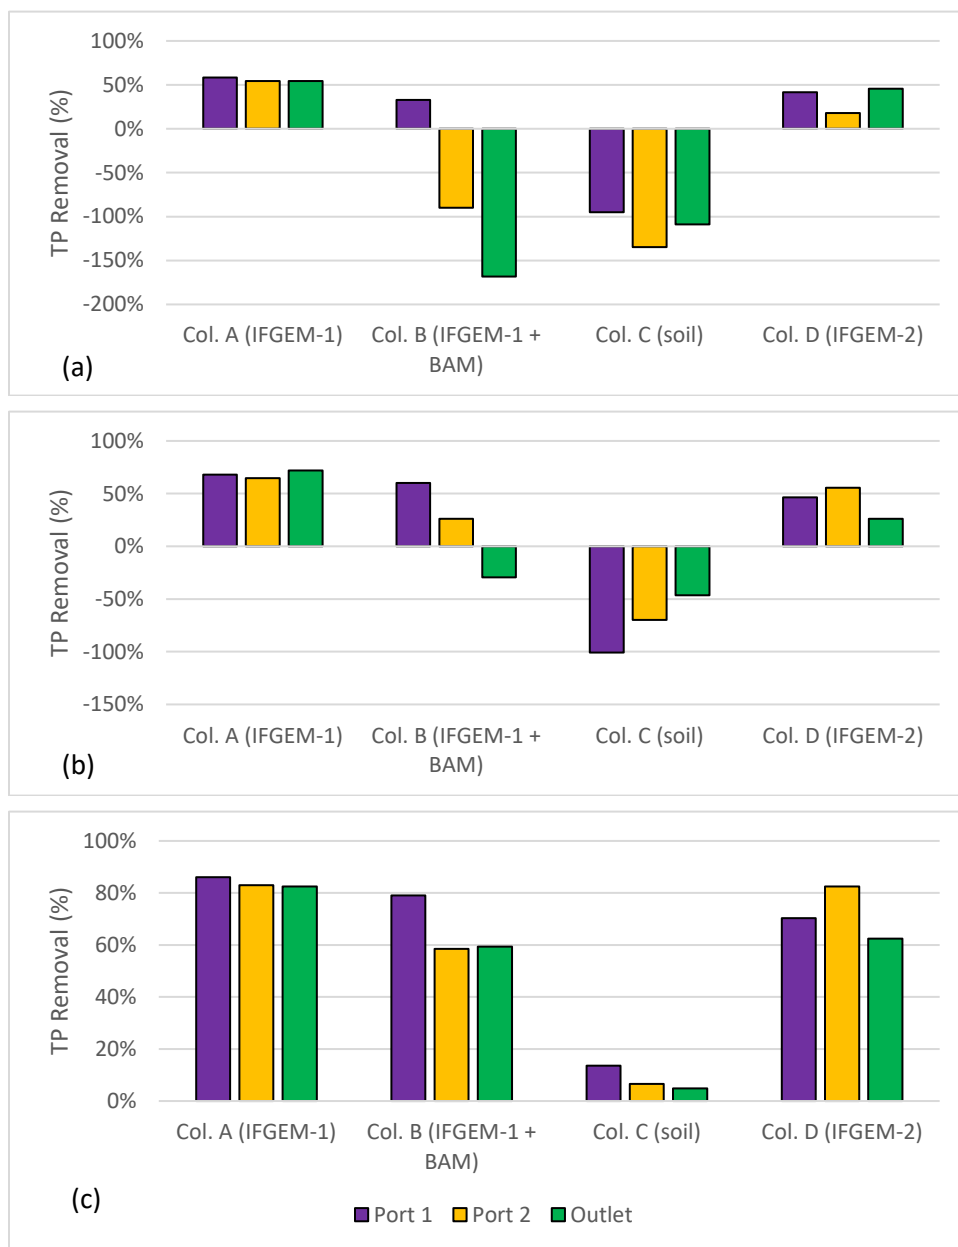 100%
50%
0%
-50%
-100%
-150%
-200%
TP Removal (%)
Col. A (IFGEM-1)
Col. B (IFGEM-1 +
BAM)
Col. C (soil)
Col. D (IFGEM-2)
(a)
100%
50%
0%
-50%
-100%
-150%
TP Removal (%)
Col. A (IFGEM-1)
Col. B (IFGEM-1 +
BAM)
Col. C (soil)
Col. D (IFGEM-2)
(b)
100%
80%
60%
40%
20%
0%
TP Removal (%)
Col. A (IFGEM-1)
Col. B (IFGEM-1 +
BAM)
Col. C (soil)
Col. D (IFGEM-2)
(c)
Port 1 Port 2 Outlet